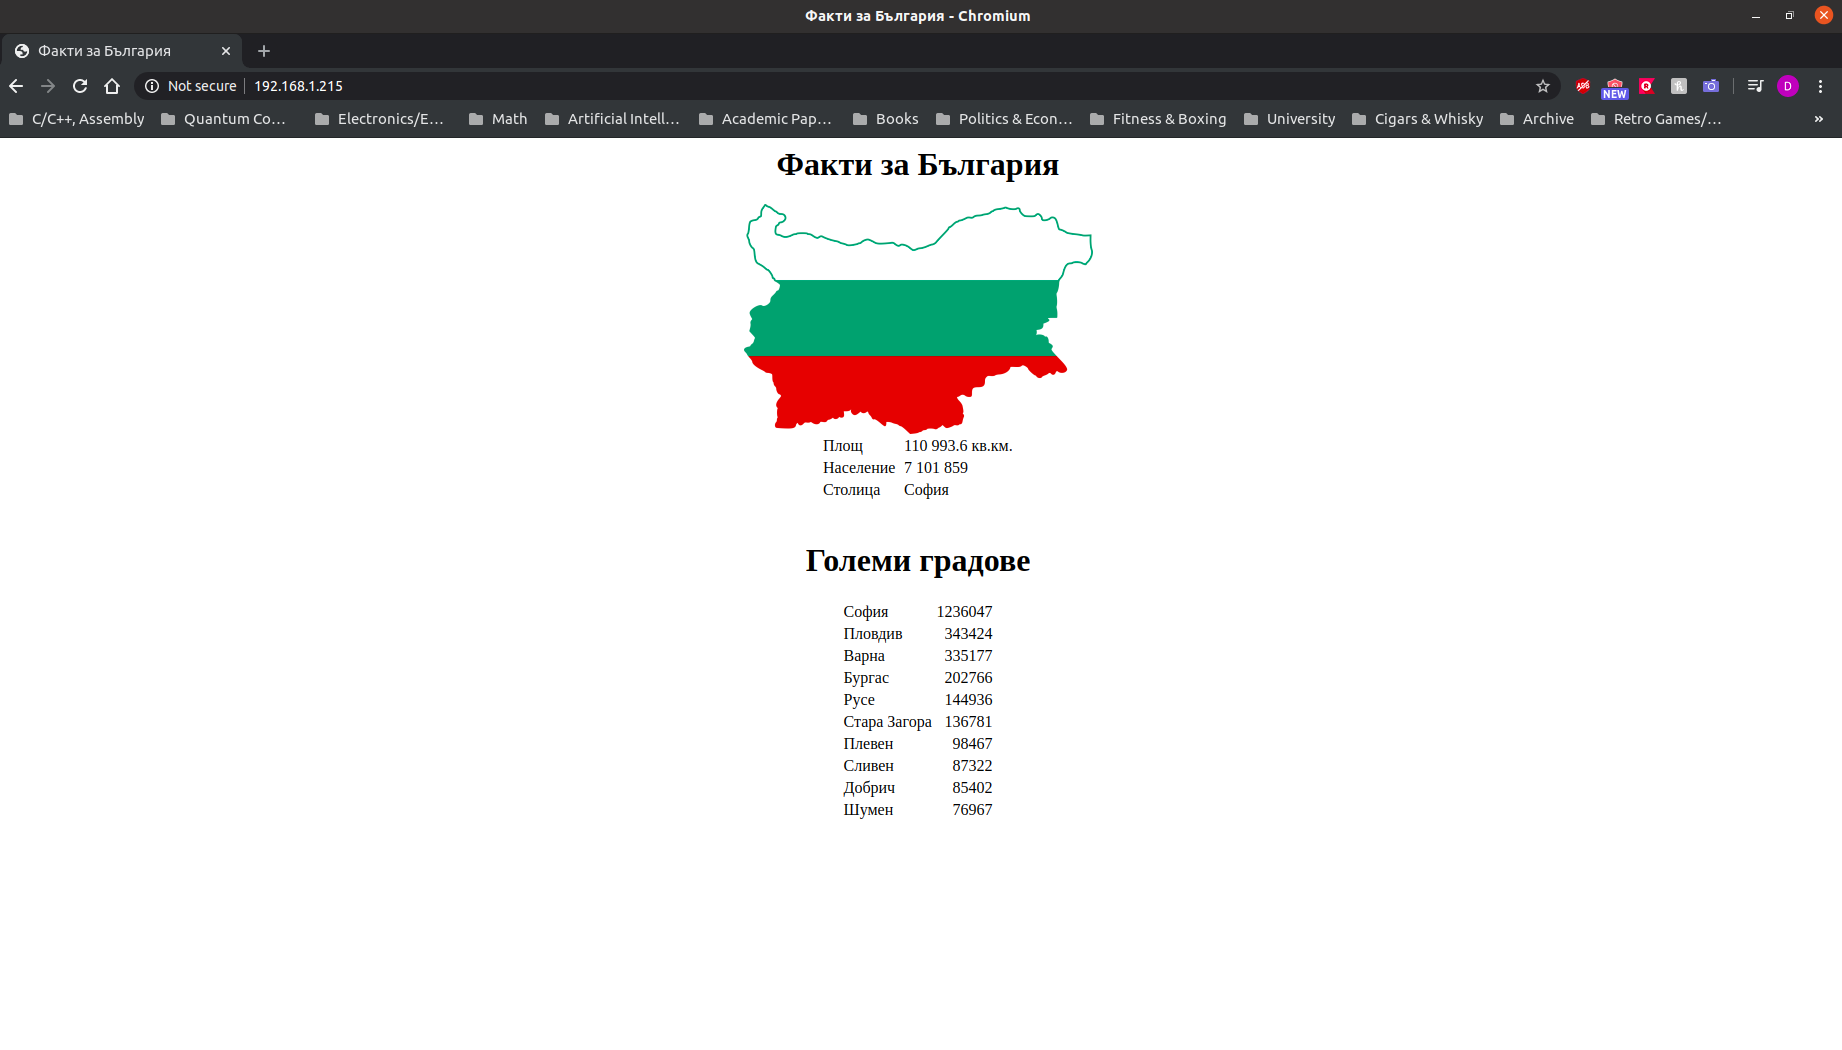 Факти за България - Chromium
Факти за България
Not secure 192.168.1.215
NEW D
C/C++, Assembly Quantum Co... Electronics/E... Math Artificial Intell... Academic Pap... Books Politics & Econ... Fitness & Boxing University Cigars & Whisky Archive Retro Games/... »
Факти за България
Площ 110 993.6 кв.км.
Население 7 101 859
Столица София
Големи градове
София 1236047
Пловдив 343424
Варна 335177
Бургас 202766
Русе 144936
Стара Загора 136781
Плевен 98467
Сливен 87322
Добрич 85402
Шумен 76967